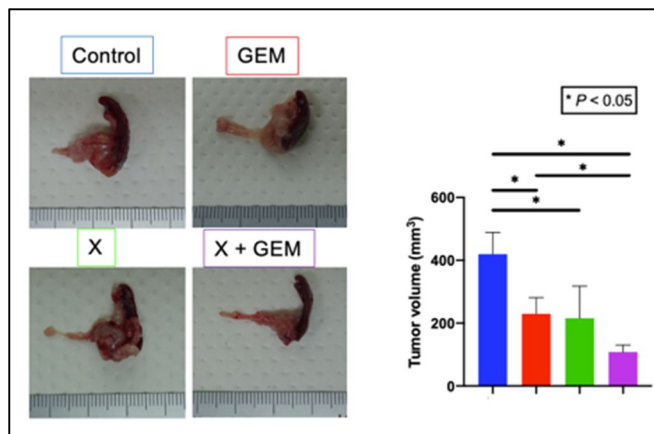 Control
GEM
X
X + GEM
* P < 0.05
*
*
*
*
600
400
200
0
Tumor volume (mm³)